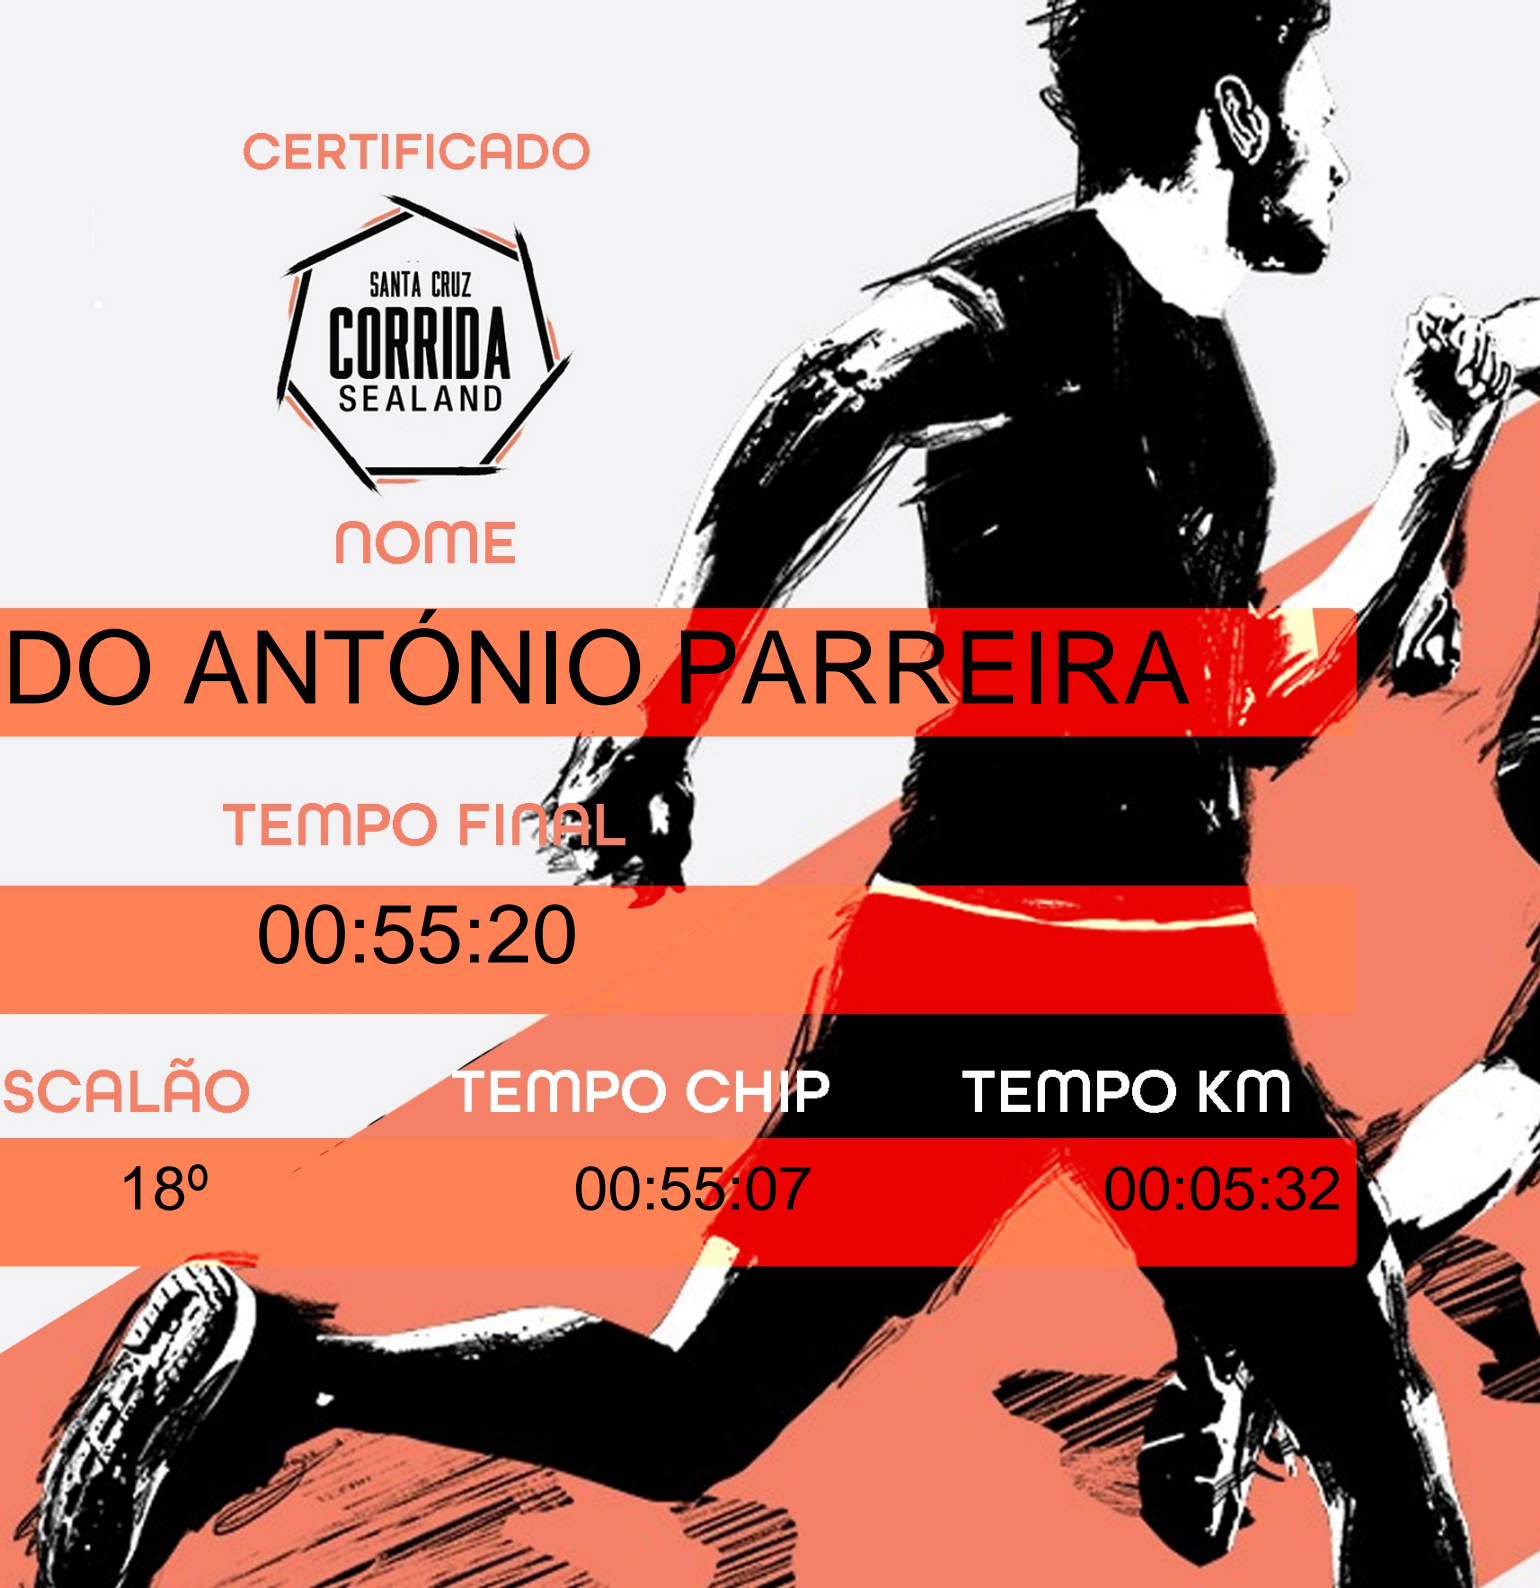 CERTIFICADO
SANTA CRUZ
CORRIDA
SEALAND
NOME
DO ANTÓNIO PARREIRA
TEMPO FINAL
00:55:20
SCALÃO TEMPO CHIP TEMPO KM
18º 00:55:07 00:05:32